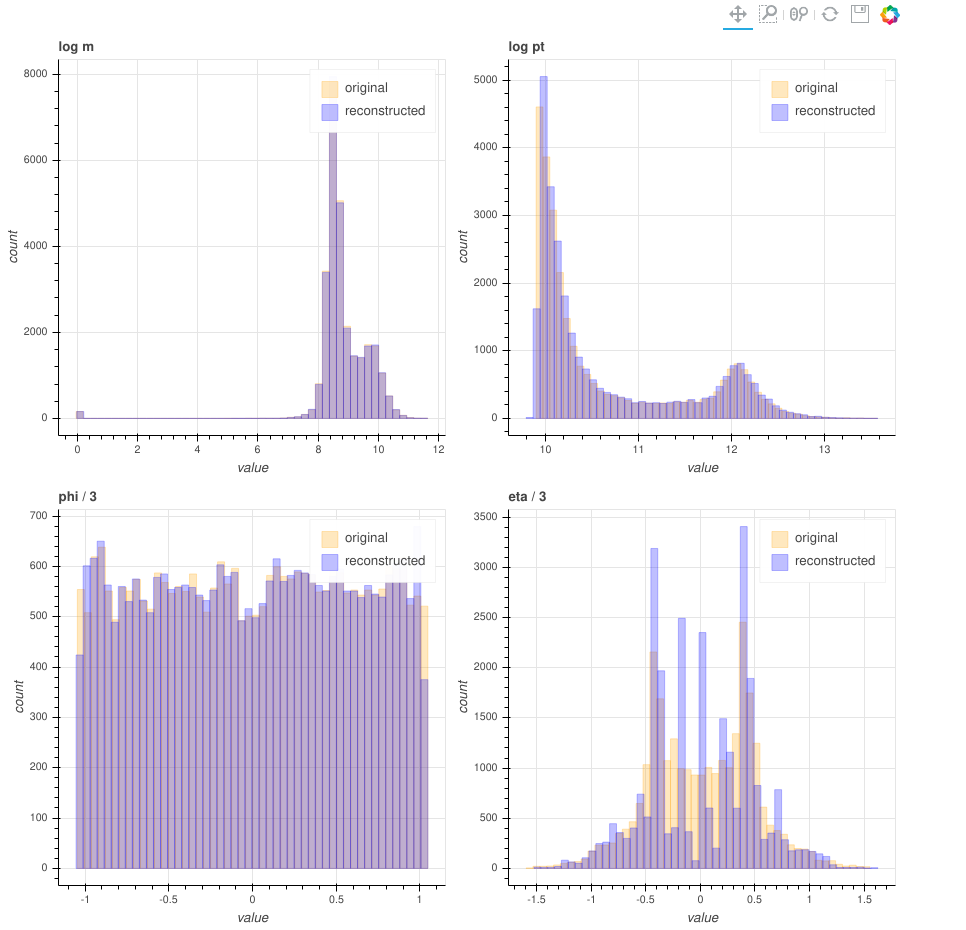 log m
8000
6000
4000
2000
0
count
0
2
4
6
8
10
12
value
original
reconstructed
log pt
5000
4000
3000
2000
1000
0
count
10
11
12
13
value
original
reconstructed
phi / 3
700
600
500
400
300
200
100
0
count
-1
-0.5
0
0.5
1
value
original
reconstructed
eta / 3
3500
3000
2500
2000
1500
1000
500
0
count
-1.5
-1
-0.5
0
0.5
1
1.5
value
original
reconstructed